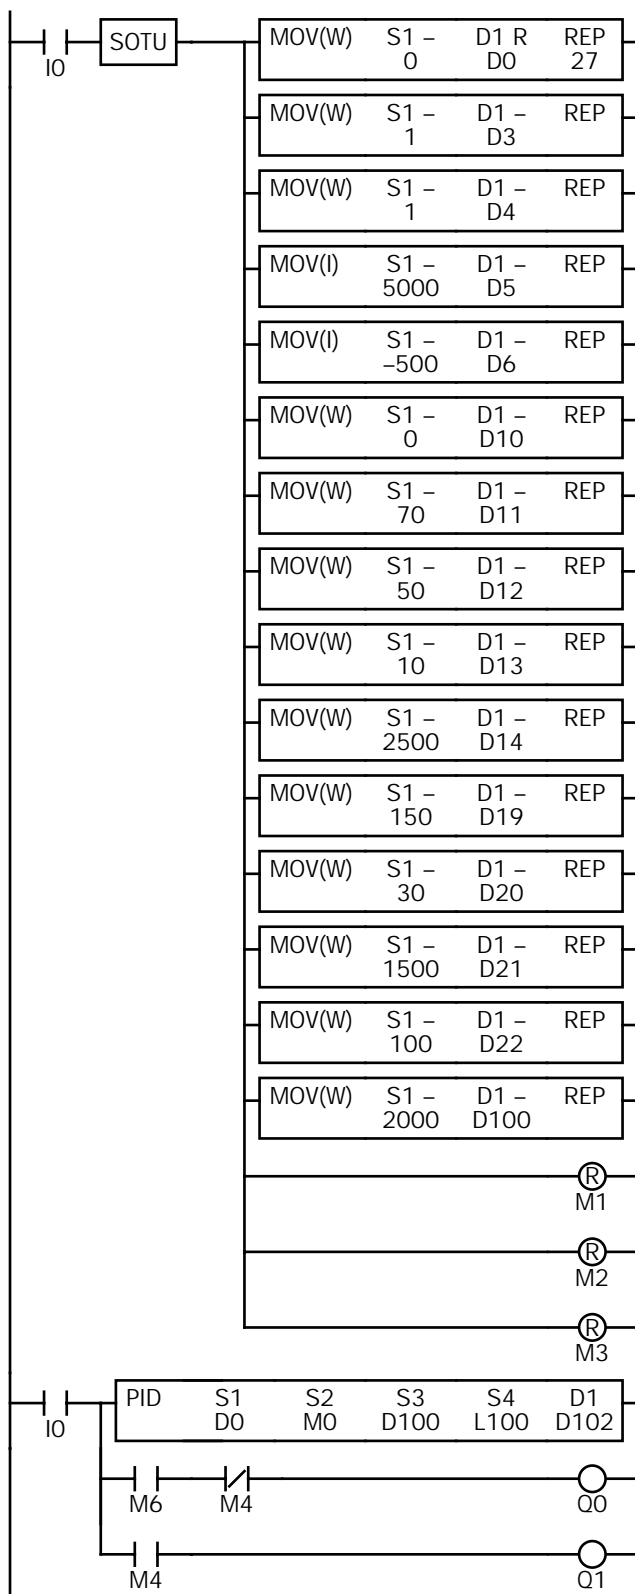 SOTU
I0
MOV(W) S1 – D1 R REP
0 D0 27
MOV(W) S1 – D1 – REP
1 D3
MOV(W) S1 – D1 – REP
1 D4
MOV(I) S1 – D1 – REP
5000 D5
MOV(I) S1 – D1 – REP
–500 D6
MOV(W) S1 – D1 – REP
0 D10
MOV(W) S1 – D1 – REP
70 D11
MOV(W) S1 – D1 – REP
50 D12
MOV(W) S1 – D1 – REP
10 D13
MOV(W) S1 – D1 – REP
2500 D14
MOV(W) S1 – D1 – REP
150 D19
MOV(W) S1 – D1 – REP
30 D20
MOV(W) S1 – D1 – REP
1500 D21
MOV(W) S1 – D1 – REP
100 D22
MOV(W) S1 – D1 – REP
2000 D100
R
M1
R
M2
R
M3
I0
PID S1 S2 S3 S4 D1
D0 M0 D100 L100 D102
M6 M4 Q0
M4 Q1